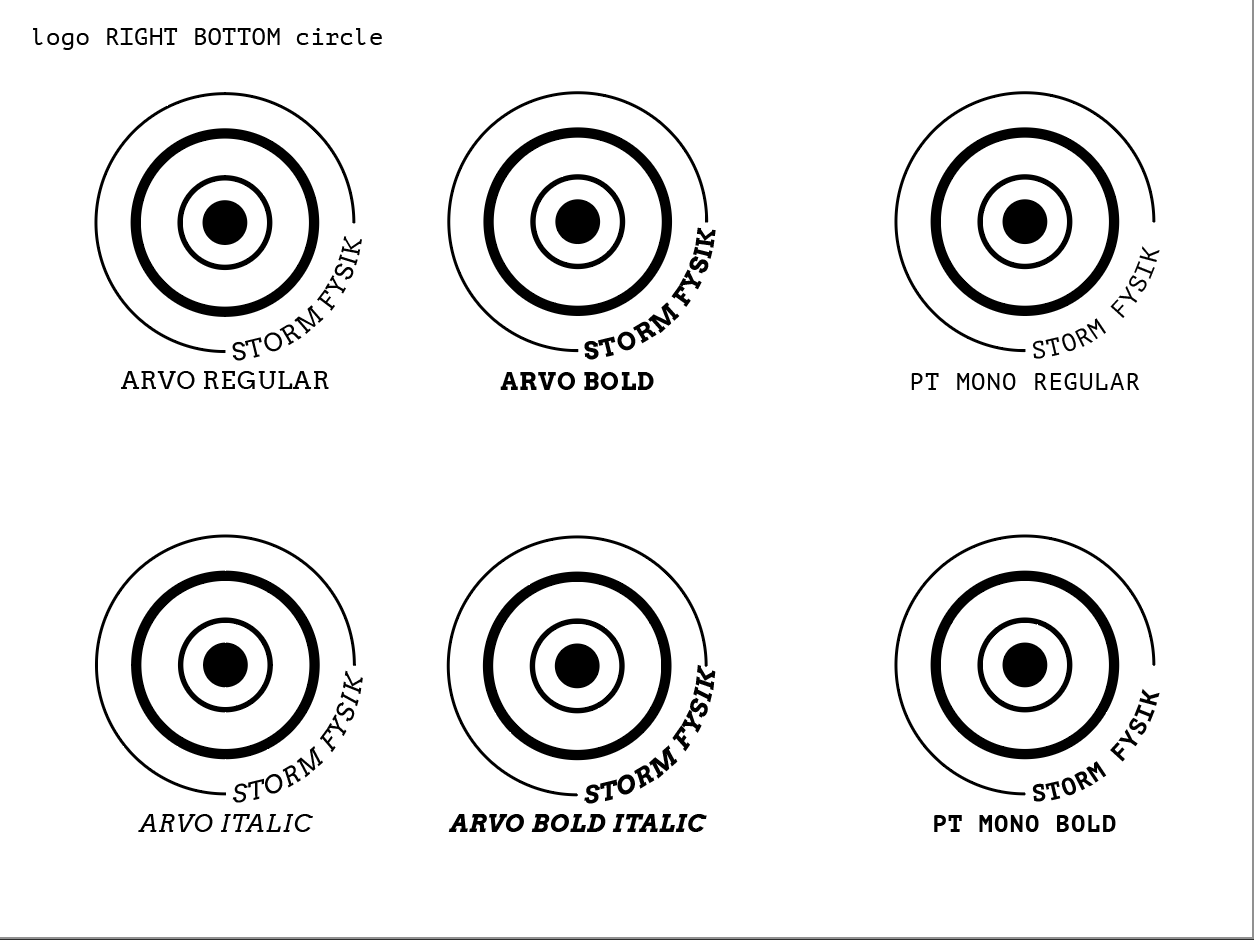 logo RIGHT BOTTOM circle
STORM FYSIK
ARVO REGULAR
STORM FYSIK
ARVO BOLD
STORM FYSIK
PT MONO REGULAR
STORM FYSIK
ARVO ITALIC
STORM FYSIK
ARVO BOLD ITALIC
STORM FYSIK
PT MONO BOLD